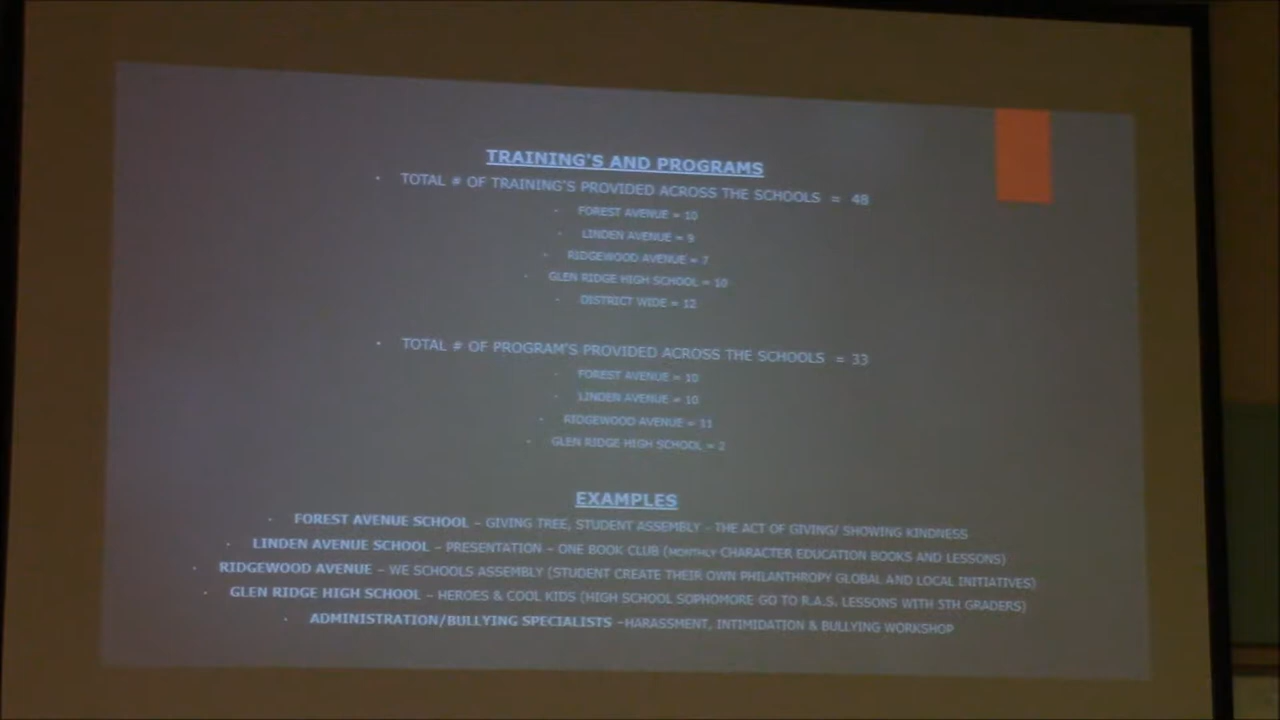 TRAINING'S AND PROGRAMS
• TOTAL # OF TRAINING'S PROVIDED ACROSS THE SCHOOLS = 48
• FOREST AVENUE = 10
• LINDEN AVENUE = 9
• RIDGEWOOD AVENUE = 7
• GLEN RIDGE HIGH SCHOOL = 10
• DISTRICT WIDE = 12
• TOTAL # OF PROGRAM'S PROVIDED ACROSS THE SCHOOLS = 33
• FOREST AVENUE = 10
• LINDEN AVENUE = 10
• RIDGEWOOD AVENUE = 11
• GLEN RIDGE HIGH SCHOOL = 2
EXAMPLES
• FOREST AVENUE SCHOOL – GIVING TREE, STUDENT ASSEMBLY - THE ACT OF GIVING/ SHOWING KINDNESS
• LINDEN AVENUE SCHOOL – PRESENTATION – ONE BOOK CLUB (MONTHLY CHARACTER EDUCATION BOOKS AND LESSONS)
• RIDGEWOOD AVENUE – WE SCHOOLS ASSEMBLY (STUDENT CREATE THEIR OWN PHILANTHROPY GLOBAL AND LOCAL INITIATIVES)
• GLEN RIDGE HIGH SCHOOL – HEROES & COOL KIDS (HIGH SCHOOL SOPHOMORE GO TO R.A.S. LESSONS WITH 5TH GRADERS)
• ADMINISTRATION/BULLYING SPECIALISTS –HARASSMENT, INTIMIDATION & BULLYING WORKSHOP